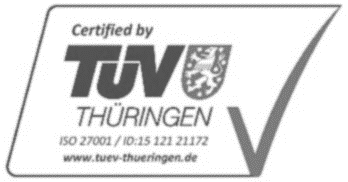 Certified by
TÜV
THÜRINGEN
ISO 27001 / ID:15 121 21172
www.tuev-thueringen.de